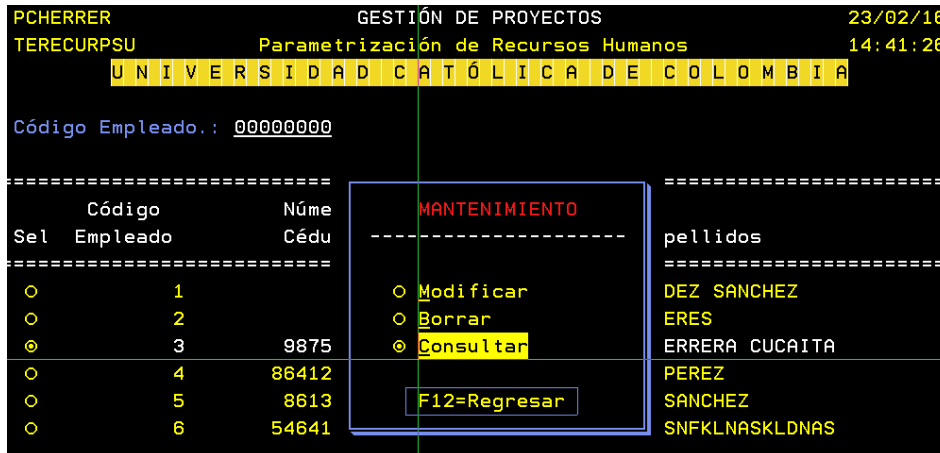 PCHERRER GESTIÓN DE PROYECTOS 23/02/16
TERECURPSU Parametrización de Recursos Humanos 14:41:26
UNIVERSIDAD CATÓLICA DE COLOMBIA
Código Empleado.: 00000000
=============================== =======================
Código Núme MANTENIMIENTO
Sel Empleado Cédu --------------------- pellidos
=============================== =======================
1 Modificar DEZ SANCHEZ
2 Borrar ERES
3 9875 Consultar ERRERA CUCAITA
4 86412 PEREZ
5 8613 F12=Regresar SANCHEZ
6 54641 SNFKLNASKLDNAS